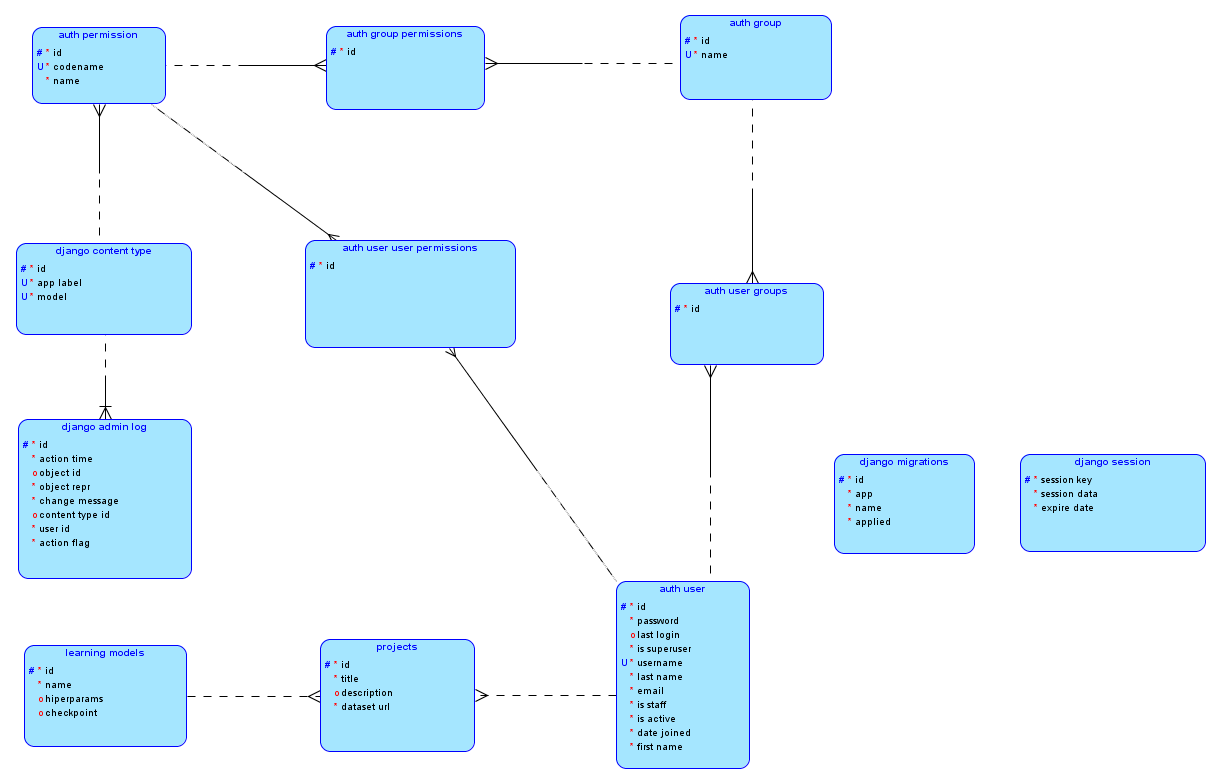 auth permission
# * id
U * codename
* name
auth group permissions
# * id
auth group
# * id
U * name
django content type
# * id
U * app label
U * model
auth user user permissions
# * id
auth user groups
# * id
django admin log
# * id
* action time
o object id
* object repr
* change message
o content type id
* user id
* action flag
django migrations
# * id
* app
* name
* applied
django session
# * session key
* session data
* expire date
learning models
# * id
* name
o hiperparams
o checkpoint
projects
# * id
* title
o description
* dataset url
auth user
# * id
* password
o last login
* is superuser
U * username
* last name
* email
* is staff
* is active
* date joined
* first name